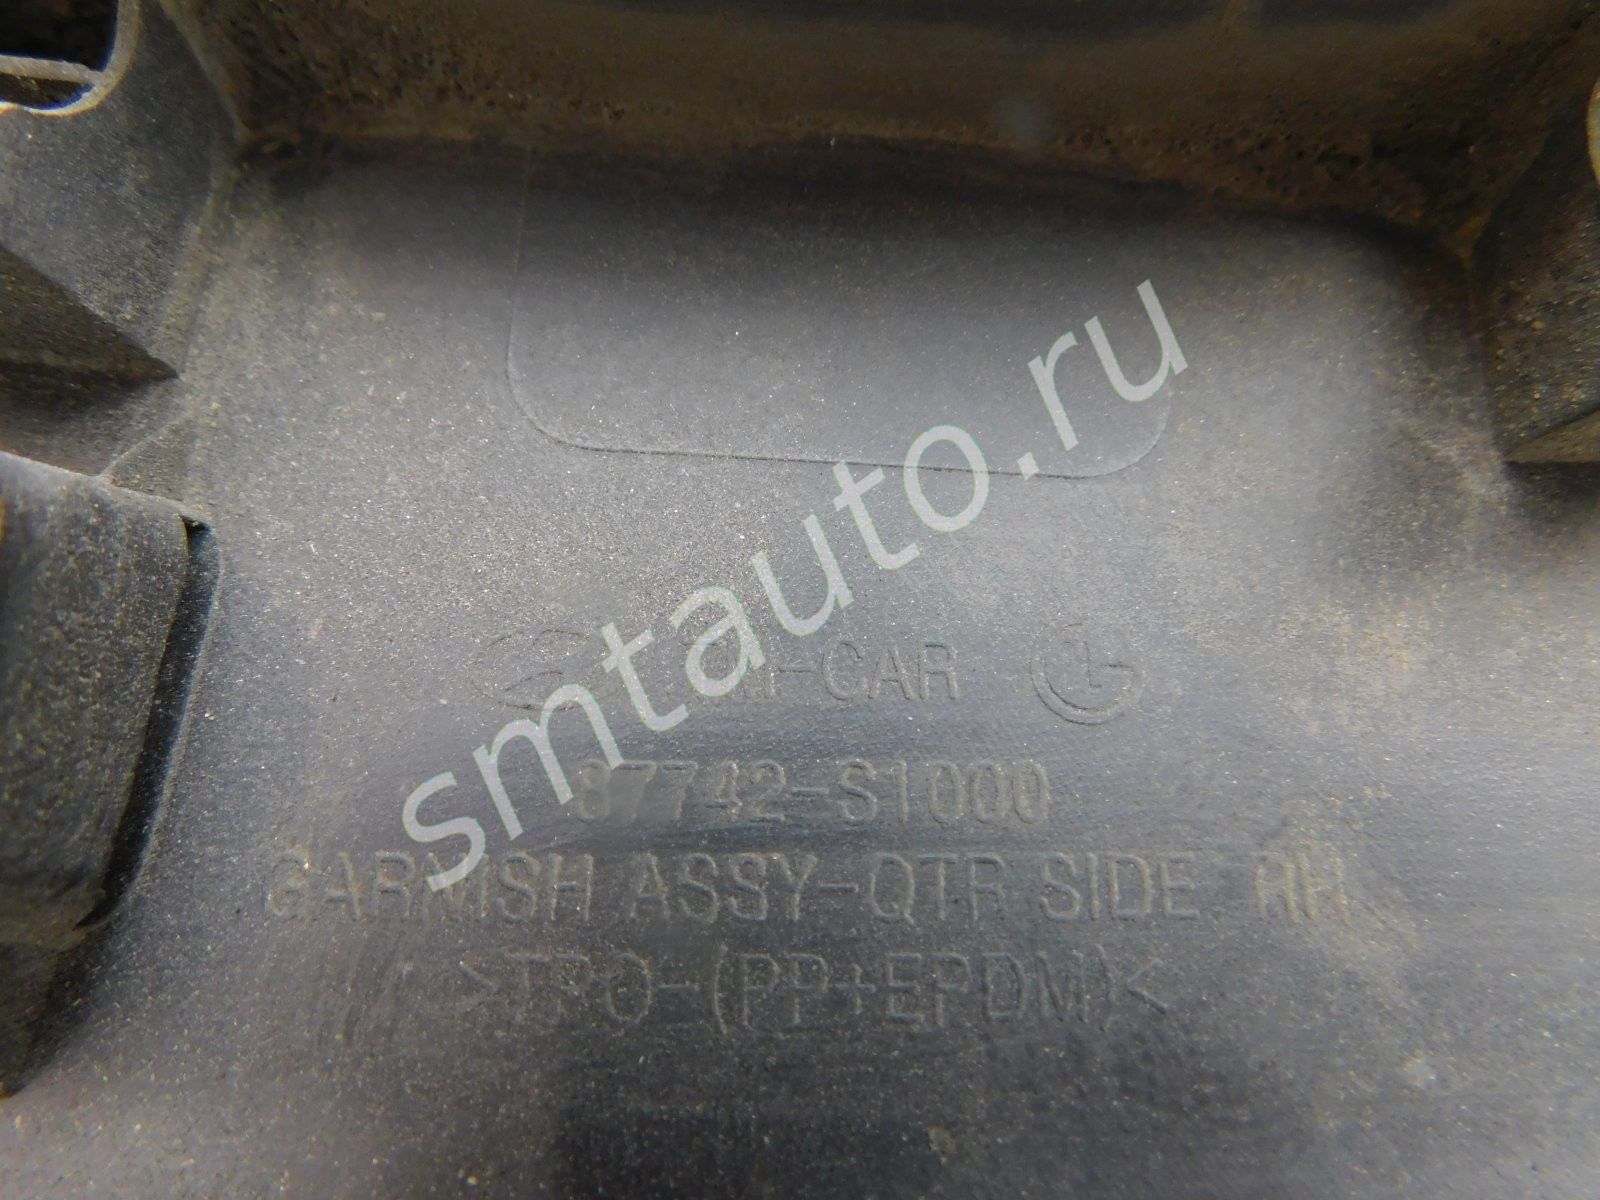 smtauto.ru
-CAR
87742-S1000
GARNISH ASSY-QTR SIDE, RH
>TPO-(PP+EPDM)<